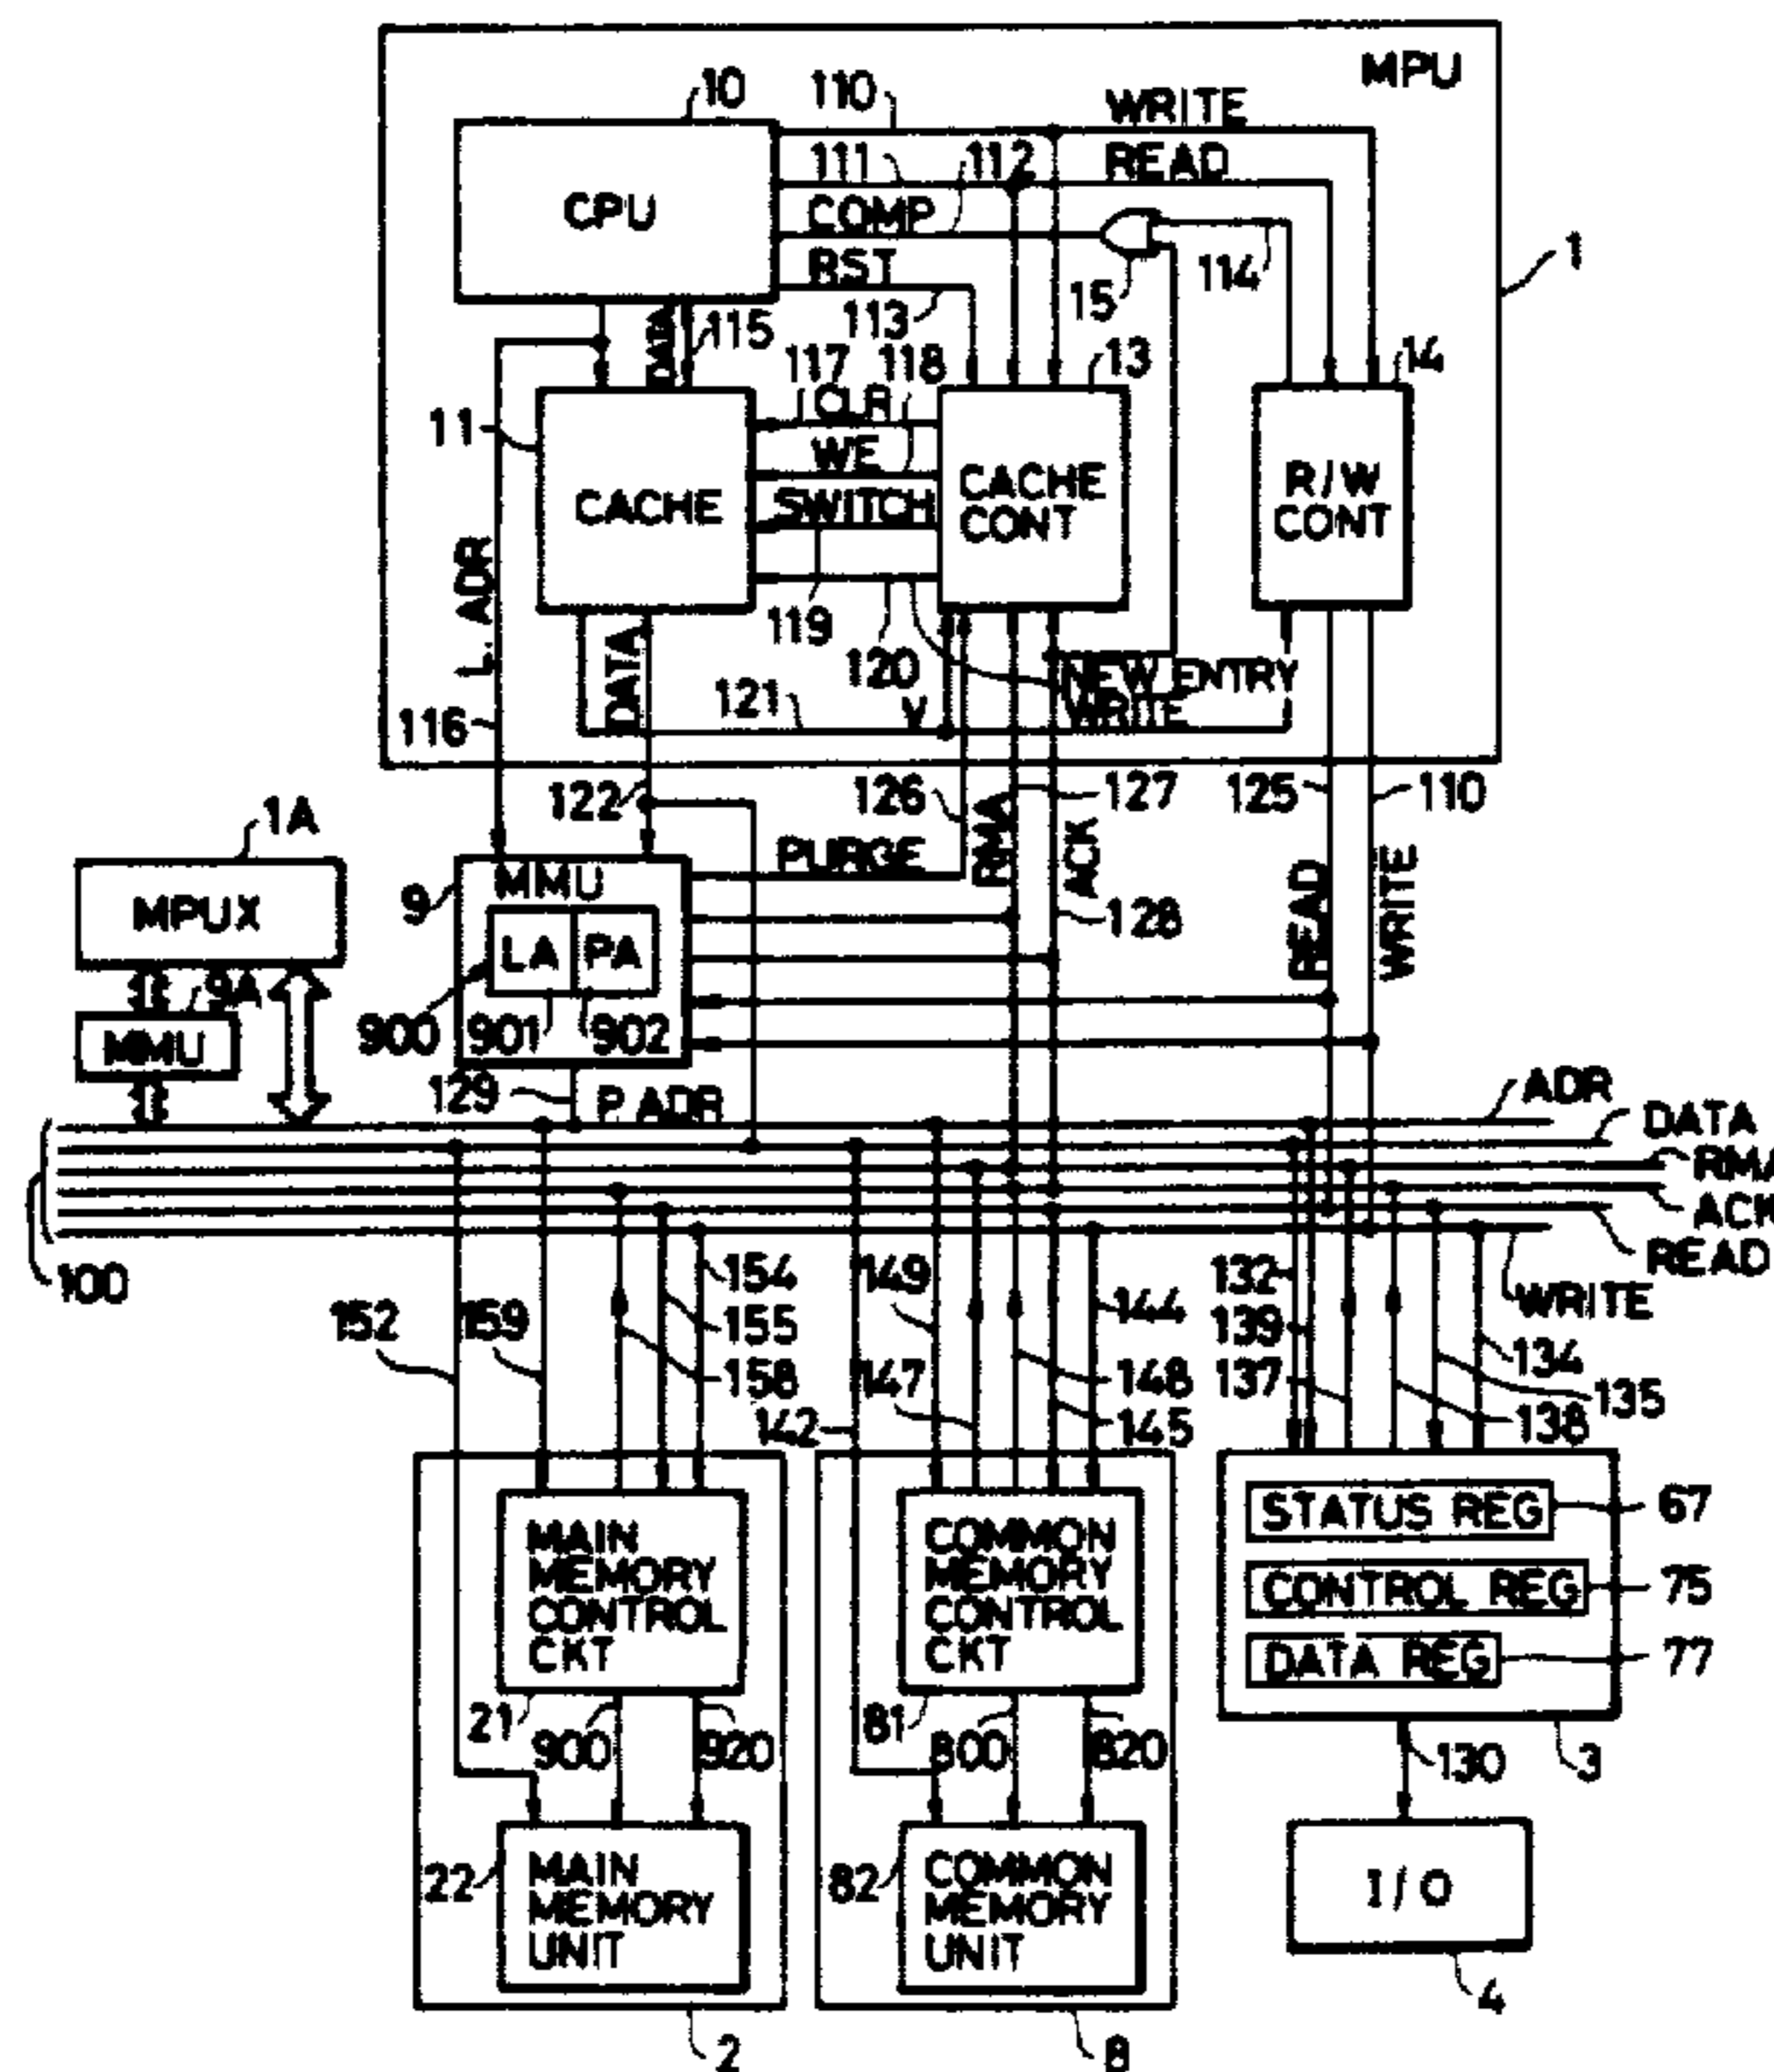 MPU
10
110
WRITE
111
112
READ
CPU
COMP
RST
113
15
114
1
DATA
115
117
118
13
14
11
CLR
WE
SWITCH
CACHE
CACHE
CONT
R/W
CONT
L. ADR
119
120
DATA
NEW ENTRY
WRITE
121
V
116
122
126
127
125
110
1A
PURGE
RMA
ACK
READ
WRITE
MPUX
9
MMU
128
LA
PA
9A
900
901
902
MMU
129
P. ADR
ADR
DATA
RMA
ACK
READ
WRITE
100
154
149
144
132
152
159
155
139
134
158
147
148
137
135
142
145
138
MAIN
MEMORY
CONTROL
CKT
COMMON
MEMORY
CONTROL
CKT
STATUS REG
67
CONTROL REG
75
DATA REG
77
21
900
920
81
800
820
130
3
22
MAIN
MEMORY
UNIT
82
COMMON
MEMORY
UNIT
I/O
4
2
8